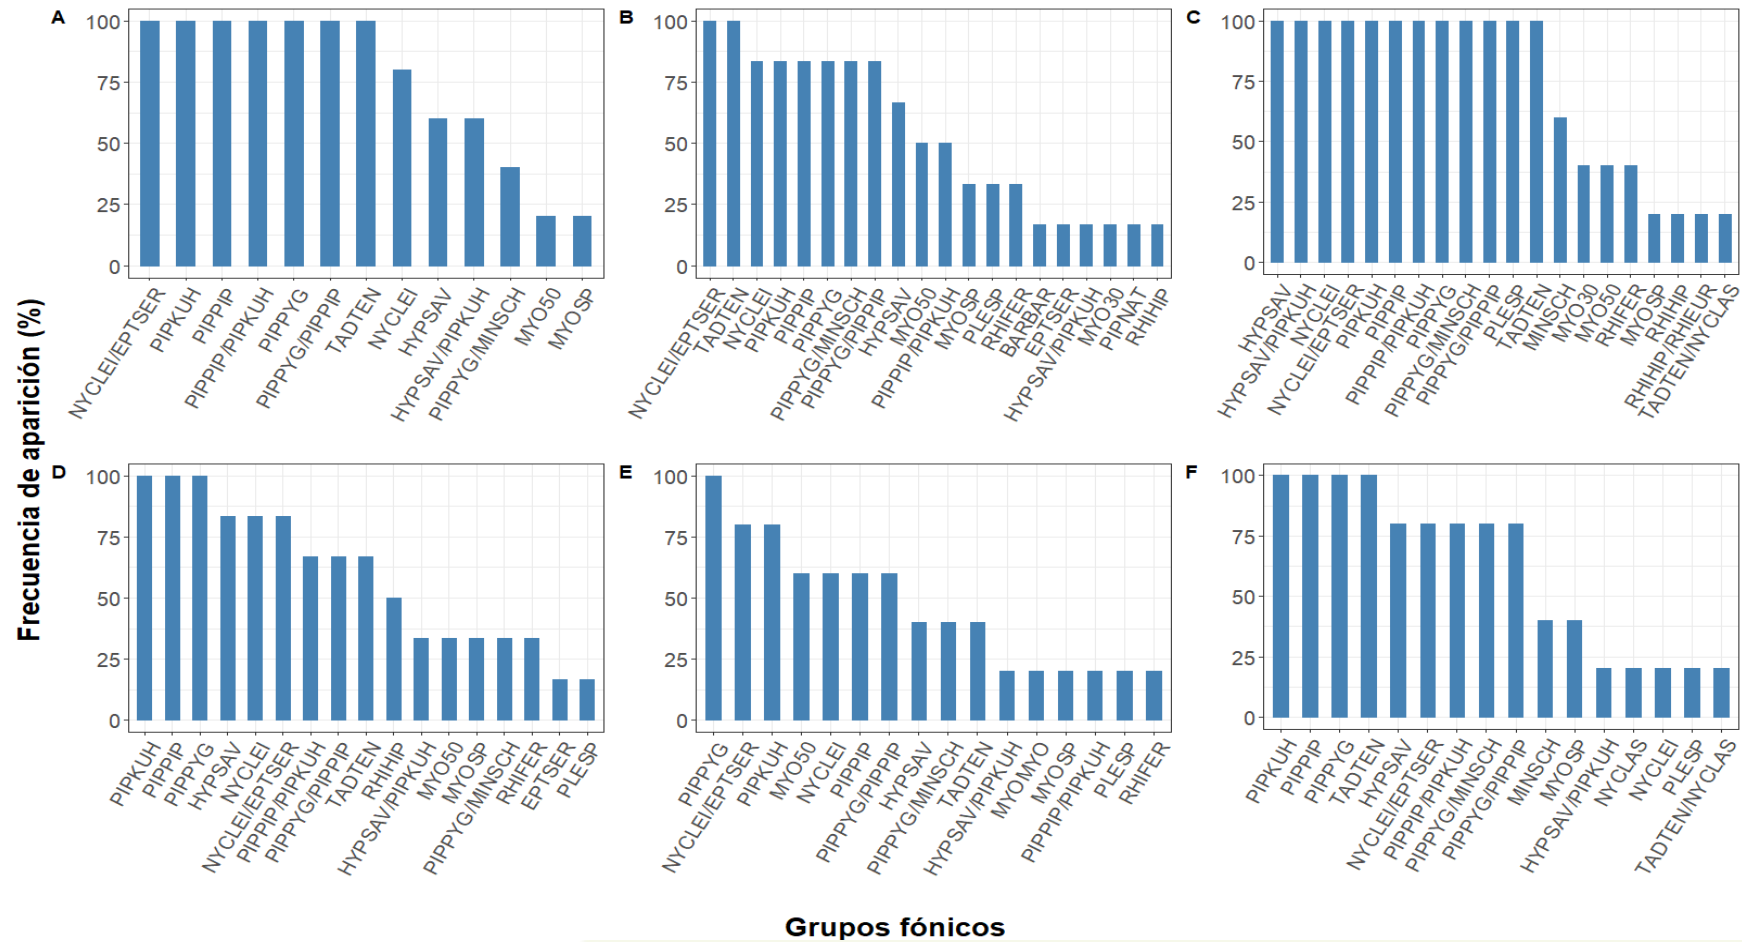 A
100
75
50
25
0
NYCLEI/EPTSER
PIPKUH
PIPPIP
PIPPIP/PIPKUH
PIPPYG
PIPPYG/PIPPIP
TADTEN
NYCLEI
HYPSAV
HYPSAV/PIPKUH
PIPPYG/MINSCH
MYO50
MYOSP
B
100
75
50
25
0
NYCLEI/EPTSER
TADTEN
NYCLEI
PIPKUH
PIPPIP
PIPPYG
PIPPYG/MINSCH
PIPPYG/PIPPIP
HYPSAV
MYO50
PIPPIP/PIPKUH
MYOSP
PLESP
RHIFER
BARBAR
EPTSER
HYPSAV/PIPKUH
MYO30
PIPNAT
RHIHIP
C
100
75
50
25
0
HYPSAV
HYPSAV/PIPKUH
NYCLEI
NYCLEI/EPTSER
PIPKUH
PIPPIP
PIPPIP/PIPKUH
PIPPYG
PIPPYG/MINSCH
PIPPYG/PIPPIP
PLESP
TADTEN
MINSCH
MYO30
MYO50
RHIFER
MYOSP
RHIHIP
RHIHIP/RHIEUR
TADTEN/NYCLAS
Frecuencia de aparición (%)
D
100
75
50
25
0
PIPKUH
PIPPIP
PIPPYG
HYPSAV
NYCLEI
NYCLEI/EPTSER
PIPPIP/PIPKUH
PIPPYG/PIPPIP
TADTEN
RHIHIP
HYPSAV/PIPKUH
MYO50
MYOSP
PIPPYG/MINSCH
RHIFER
EPTSER
PLESP
E
100
75
50
25
0
PIPPYG
NYCLEI/EPTSER
PIPKUH
MYO50
NYCLEI
PIPPIP
PIPPYG/PIPPIP
HYPSAV
PIPPYG/MINSCH
TADTEN
HYPSAV/PIPKUH
MYOMYO
MYOSP
PIPPIP/PIPKUH
PLESP
RHIFER
F
100
75
50
25
0
PIPKUH
PIPPIP
PIPPYG
TADTEN
HYPSAV
NYCLEI/EPTSER
PIPPIP/PIPKUH
PIPPYG/MINSCH
PIPPYG/PIPPIP
MINSCH
MYOSP
HYPSAV/PIPKUH
NYCLAS
NYCLEI
PLESP
TADTEN/NYCLAS
Grupos fónicos